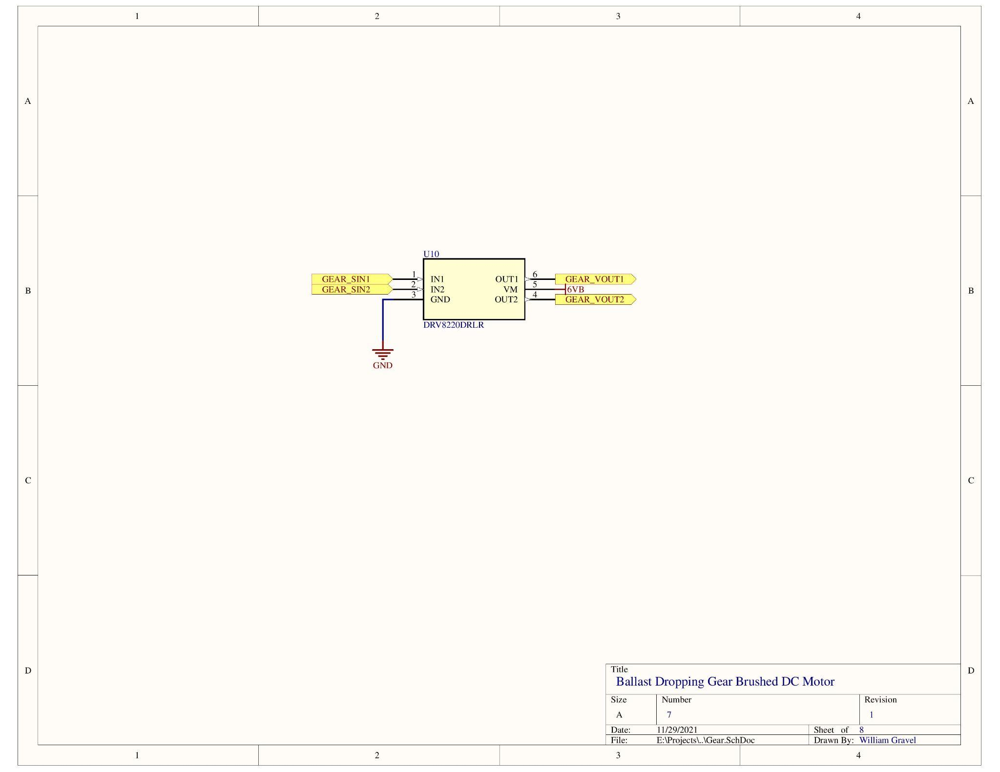 1 2 3 4
A A
U10
1 6
GEAR_SIN1 IN1 OUT1 GEAR_VOUT1
2 5
GEAR_SIN2 IN2 VM 6VB
3 4
GND OUT2 GEAR_VOUT2
B B
DRV8220DRLR
GND
C C
D D
Title
Ballast Dropping Gear Brushed DC Motor
Size Number Revision
A 7 1
Date: 11/29/2021 Sheet of 8
File: E:\Projects\..\Gear.SchDoc Drawn By: William Gravel
1 2 3 4